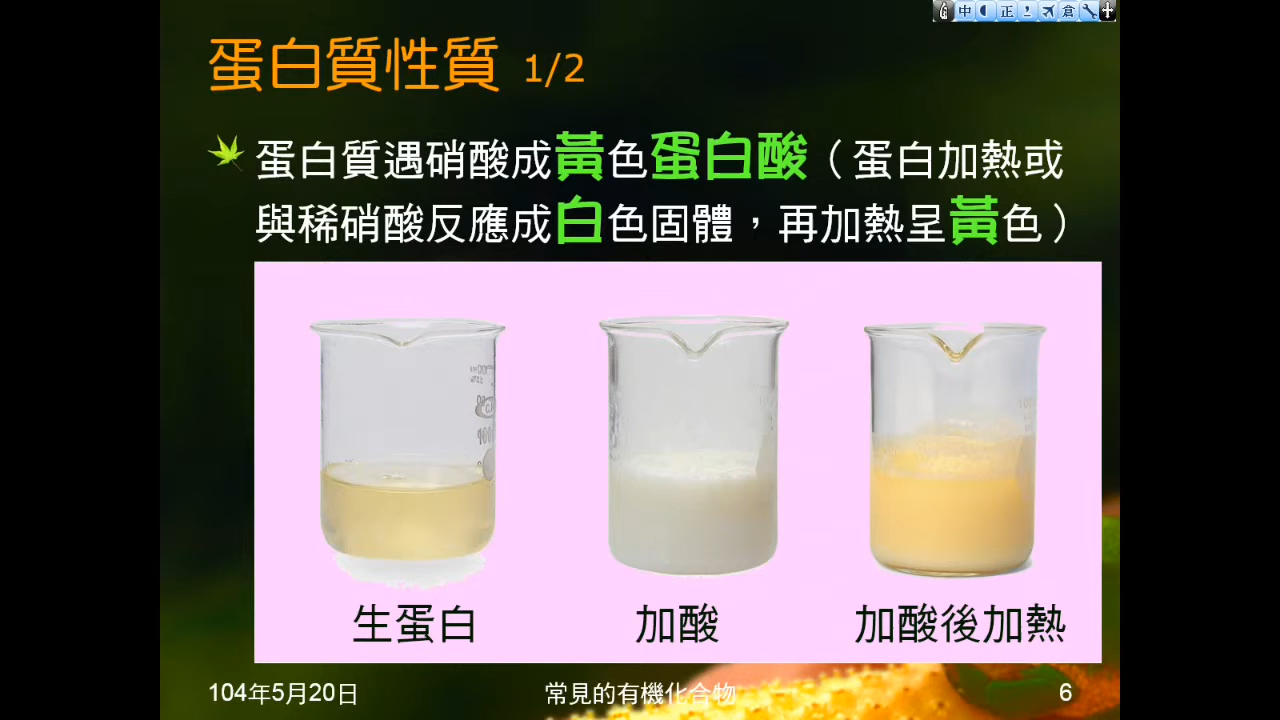 中 正 倉
蛋白質性質 1/2
蛋白質遇硝酸成黃色蛋白酸（蛋白加熱或
與稀硝酸反應成白色固體，再加熱呈黃色）
生蛋白 加酸 加酸後加熱
104年5月20日 常見的有機化合物 6